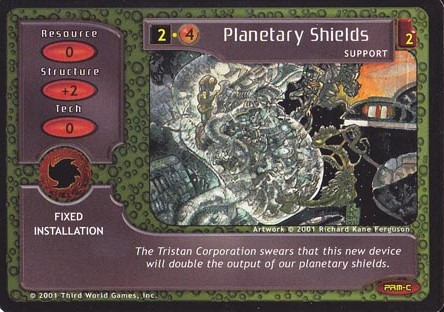 Resource
0
Structure
+2
Tech
0
FIXED
INSTALLATION
2 · 4
Planetary Shields
SUPPORT
2
Artwork © 2001 Richard Kane Ferguson
The Tristan Corporation swears that this new device
will double the output of our planetary shields.
© 2001 Third World Games, Inc.
PRM-C